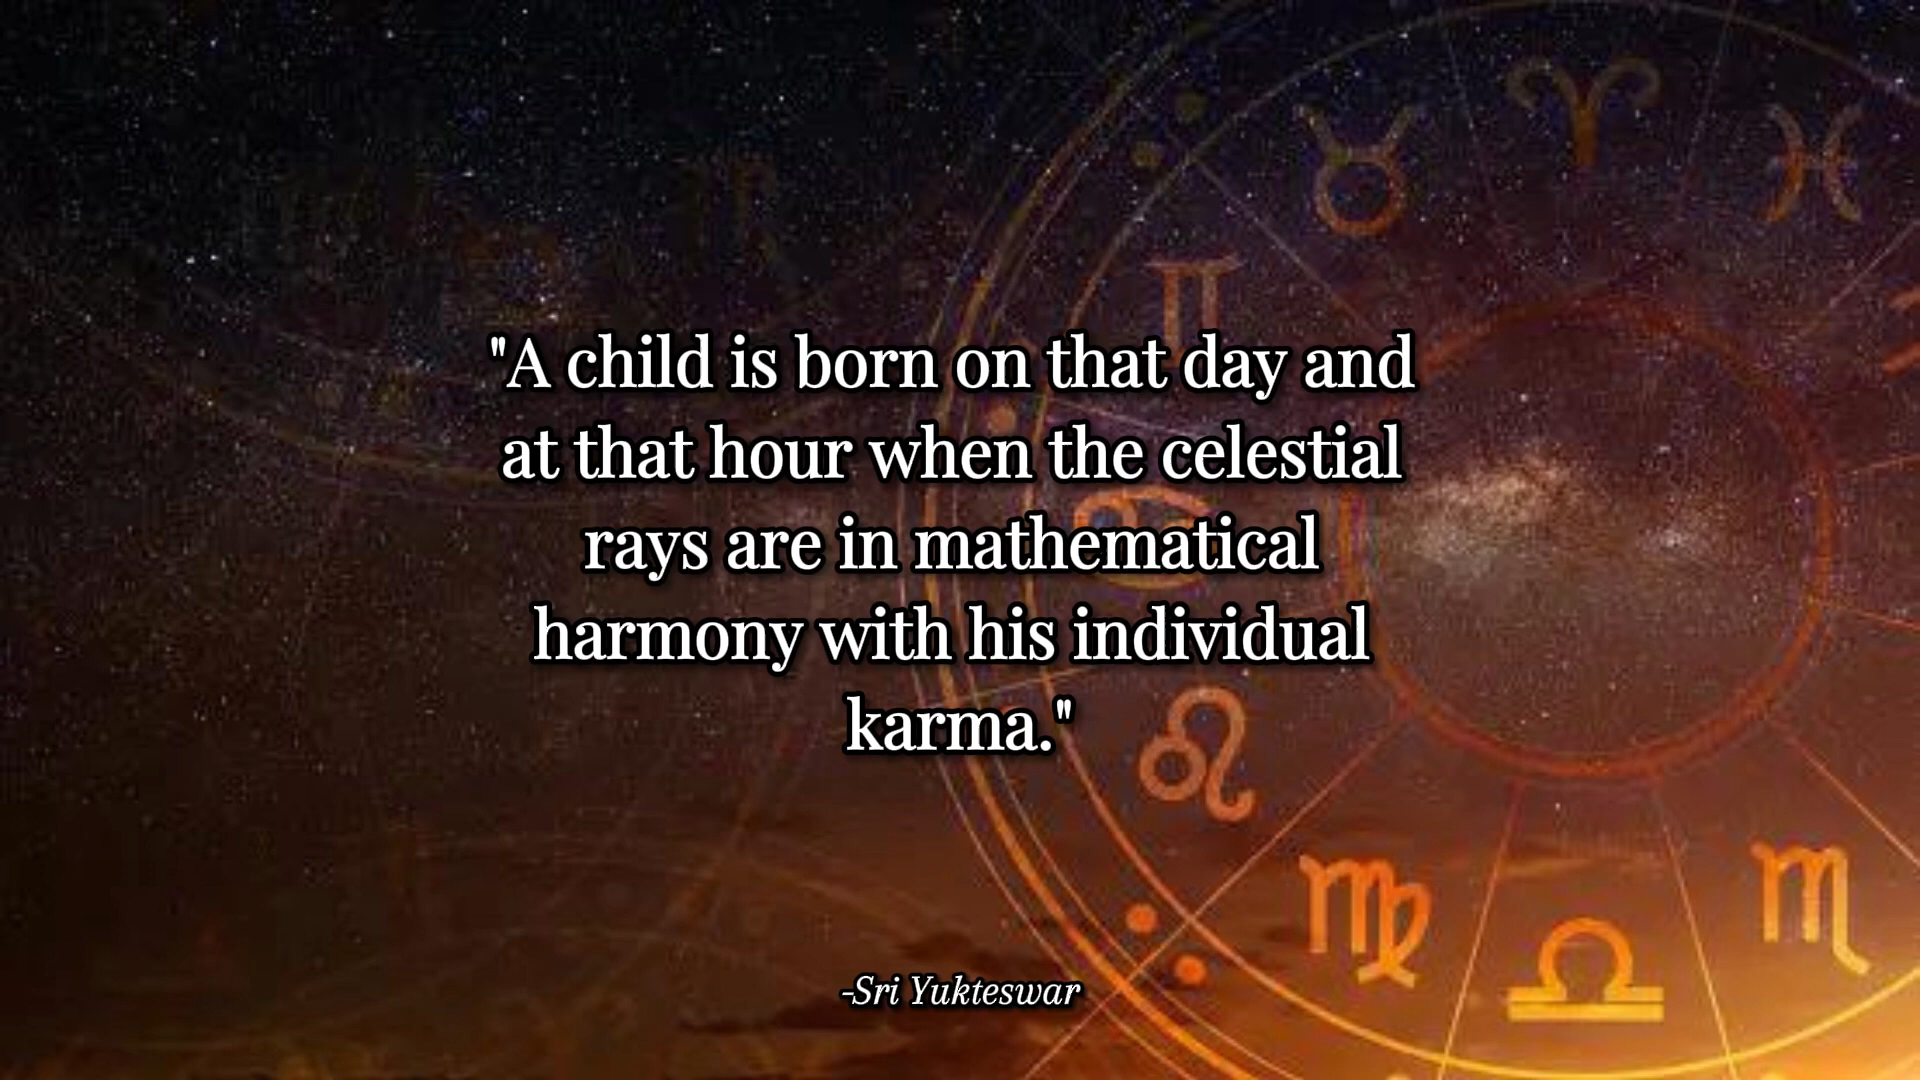 "A child is born on that day and
at that hour when the celestial
rays are in mathematical
harmony with his individual
karma."
-Sri Yukteswar